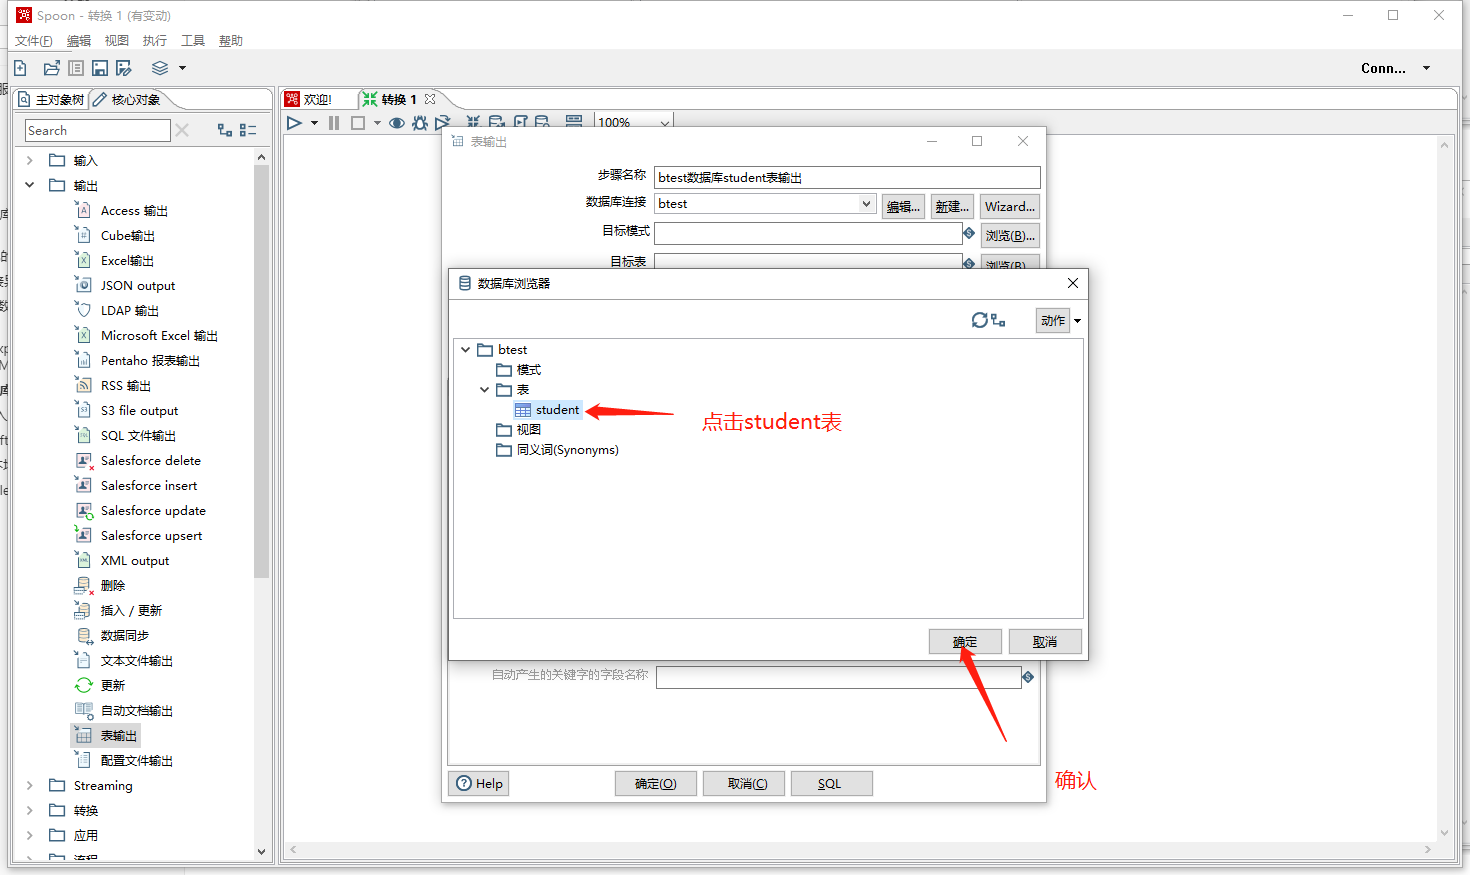 Spoon - 转换 1 (有变动)
文件(F) 编辑 视图 执行 工具 帮助
Conn...
主对象树 核心对象
欢迎! 转换 1
Search
100%
输入
输出
Access 输出
Cube输出
Excel输出
JSON output
LDAP 输出
Microsoft Excel 输出
Pentaho 报表输出
RSS 输出
S3 file output
SQL 文件输出
Salesforce delete
Salesforce insert
Salesforce update
Salesforce upsert
XML output
删除
插入 / 更新
数据同步
文本文件输出
更新
自动文档输出
表输出
配置文件输出
Streaming
转换
应用
流程
表输出
步骤名称 btest数据库student表输出
数据库连接 btest 编辑... 新建... Wizard...
目标模式 浏览(B)...
目标表 浏览(B)...
数据库浏览器
动作
btest
模式
表
student
点击student表
视图
同义词(Synonyms)
确定 取消
自动产生的关键字的字段名称
Help 确定(O) 取消(C) SQL
确认